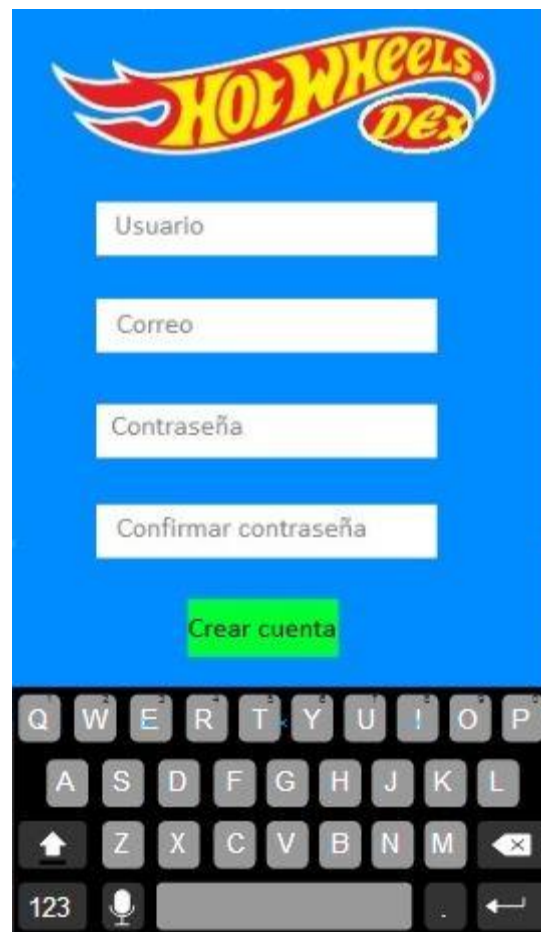 HOT WHEELS
DEX
Usuario
Correo
Contraseña
Confirmar contraseña
Crear cuenta
Q W E R T Y U I O P
A S D F G H J K L
Z X C V B N M
123 .